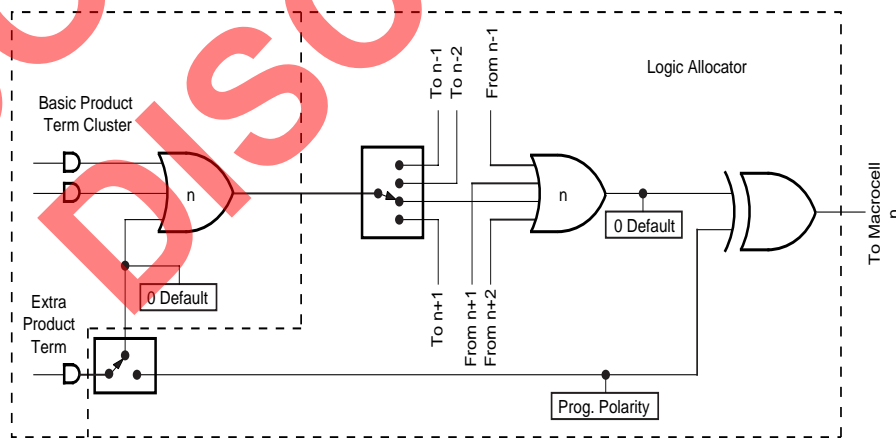 Basic Product
Term Cluster
n
0 Default
Extra
Product
Term
To n-1
To n-2
From n-1
To n+1
From n+1
From n+2
n
0 Default
Logic Allocator
Prog. Polarity
To Macrocell
n
DISC